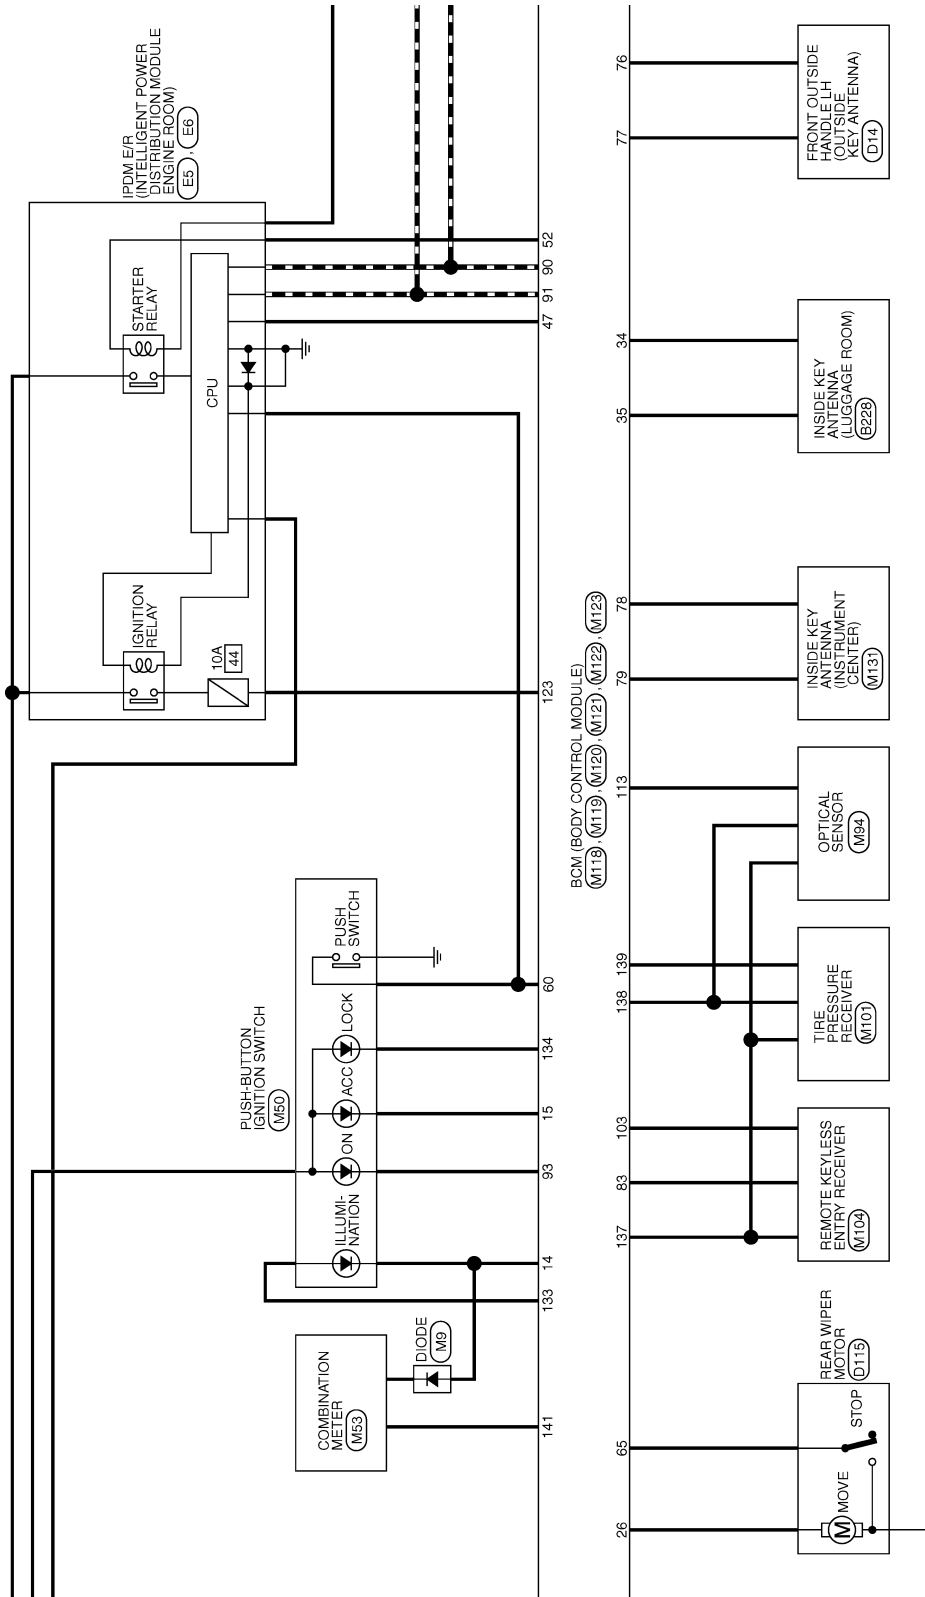 IPDM E/R
(INTELLIGENT POWER
DISTRIBUTION MODULE
ENGINE ROOM)
E5 , E6
STARTER
RELAY
CPU
IGNITION
RELAY
10A
44
52
90
91
47
123
60
134
15
93
14
133
141
PUSH-BUTTON
IGNITION SWITCH
M50
PUSH
SWITCH
LOCK
ACC
ON
ILLUMI-
NATION
COMBINATION
METER
M53
DIODE
M9
BCM (BODY CONTROL MODULE)
M118 , M119 , M120 , M121 , M122 , M123
76
77
34
35
78
79
113
139
138
103
83
137
65
26
FRONT OUTSIDE
HANDLE LH
(OUTSIDE
KEY ANTENNA)
D14
INSIDE KEY
ANTENNA
(LUGGAGE ROOM)
B228
INSIDE KEY
ANTENNA
(INSTRUMENT
CENTER)
M131
OPTICAL
SENSOR
M94
TIRE
PRESSURE
RECEIVER
M101
REMOTE KEYLESS
ENTRY RECEIVER
M104
REAR WIPER
MOTOR
D115
STOP
MOVE
M